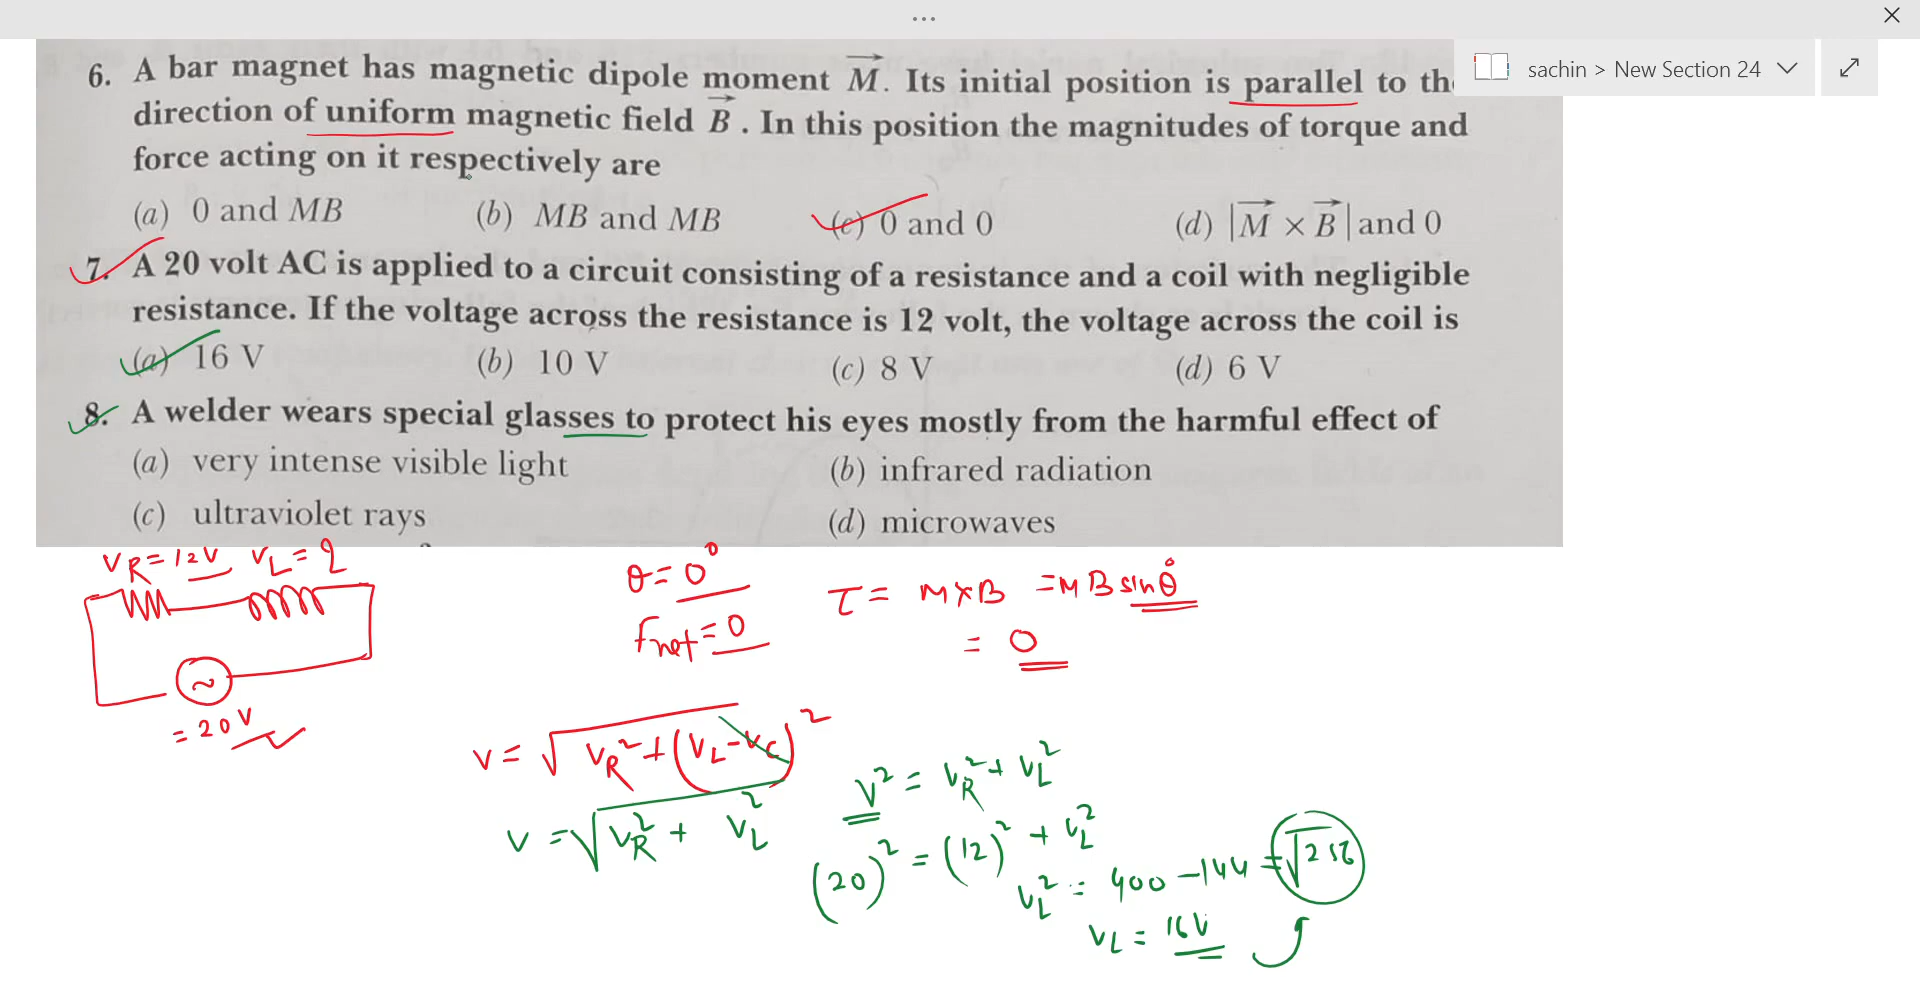 sachin > New Section 24
6. A bar magnet has magnetic dipole moment M⃗. Its initial position is parallel to th
direction of uniform magnetic field B⃗. In this position the magnitudes of torque and
force acting on it respectively are
(a) 0 and MB (b) MB and MB (c) 0 and 0 (d) |M⃗ × B⃗| and 0
7. A 20 volt AC is applied to a circuit consisting of a resistance and a coil with negligible
resistance. If the voltage across the resistance is 12 volt, the voltage across the coil is
(a) 16 V (b) 10 V (c) 8 V (d) 6 V
8. A welder wears special glasses to protect his eyes mostly from the harmful effect of
(a) very intense visible light (b) infrared radiation
(c) ultraviolet rays (d) microwaves
VR = 12V VL = ?
~
= 20V
θ = 0°
Fnet = 0
τ = M×B = MB sin0°
= 0
V = √VR² + (VL - VC)²
V = √VR² + VL²
V² = VR² + VL²
(20)² = (12)² + VL²
VL² = 400 - 144 = √256
VL = 16V